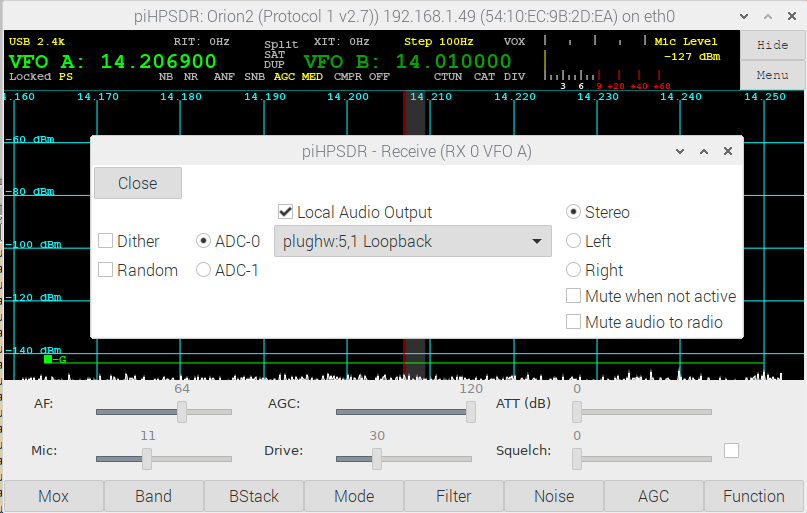 piHPSDR: Orion2 (Protocol 1 v2.7)) 192.168.1.49 (54:10:EC:9B:2D:EA) on eth0
USB 2.4k RIT: 0Hz Split XIT: 0Hz Step 100Hz VOX Mic Level Hide
SAT
VFO A: 14.206900 DUP VFO B: 14.010000 -127 dBm
Locked PS NB NR ANF SNB AGC MED CMPR OFF CTUN CAT DIV Menu
3 6 9 +20 +40 +60
14.160 14.170 14.180 14.190 14.200 14.210 14.220 14.230 14.240 14.250
-60 dBm
piHPSDR - Receive (RX 0 VFO A)
Close
-80 dBm
Local Audio Output Stereo
Dither ADC-0 plughw:5,1 Loopback Left
-100 dBm
Random ADC-1 Right
Mute when not active
-120 dBm
Mute audio to radio
-140 dBm
-G
64 120 0
AF: AGC: ATT (dB)
11 30 0
Mic: Drive: Squelch:
Mox Band BStack Mode Filter Noise AGC Function